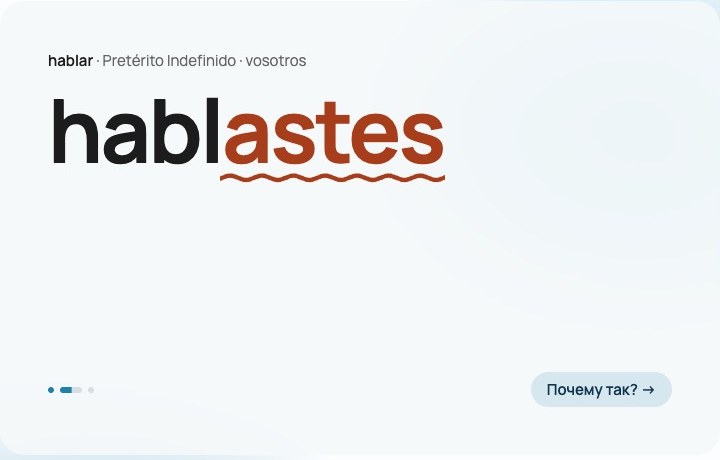 hablar · Pretérito Indefinido · vosotros
hablastes
Почему так? →